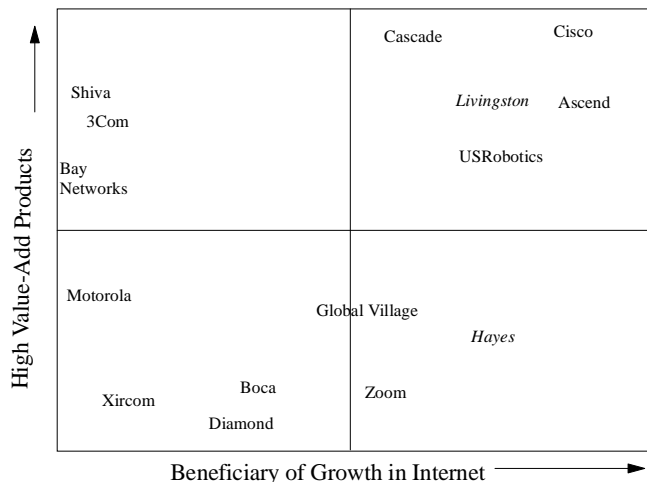 High Value-Add Products
Cascade
Cisco
Shiva
3Com
Livingston
Ascend
USRobotics
Bay
Networks
Motorola
Global Village
Hayes
Xircom
Boca
Zoom
Diamond
Beneficiary of Growth in Internet